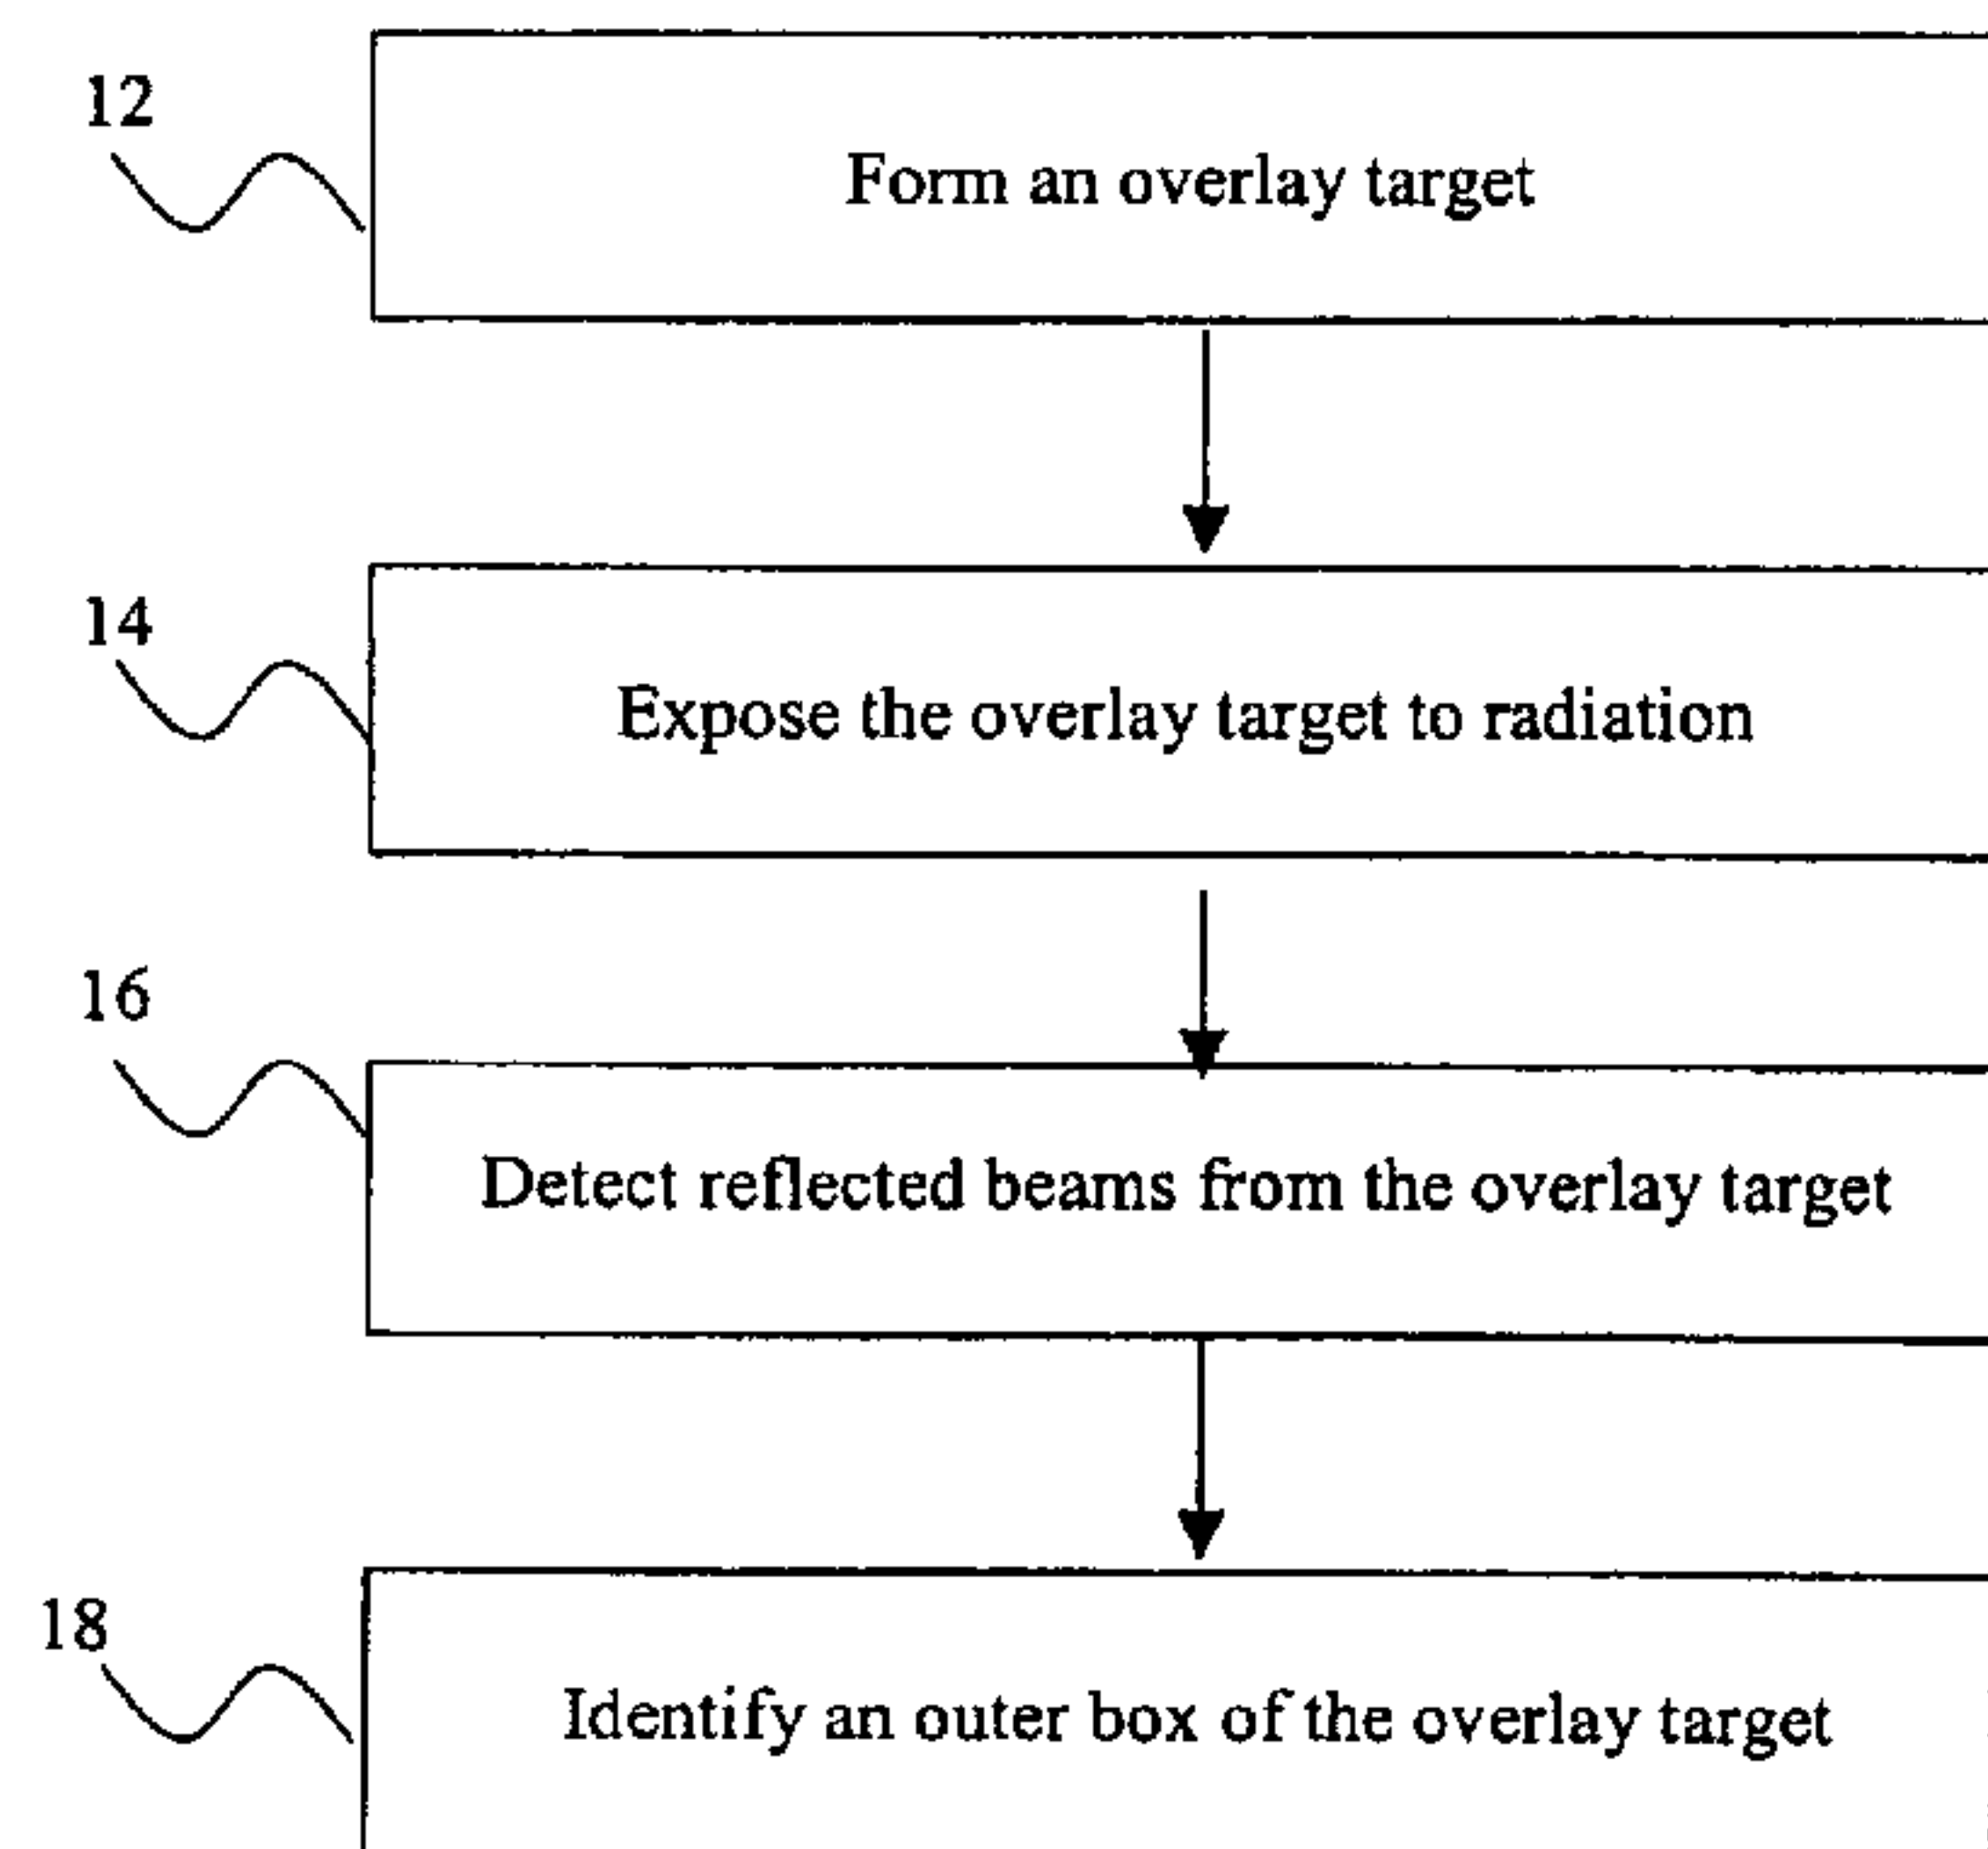 12
Form an overlay target
14
Expose the overlay target to radiation
16
Detect reflected beams from the overlay target
18
Identify an outer box of the overlay target